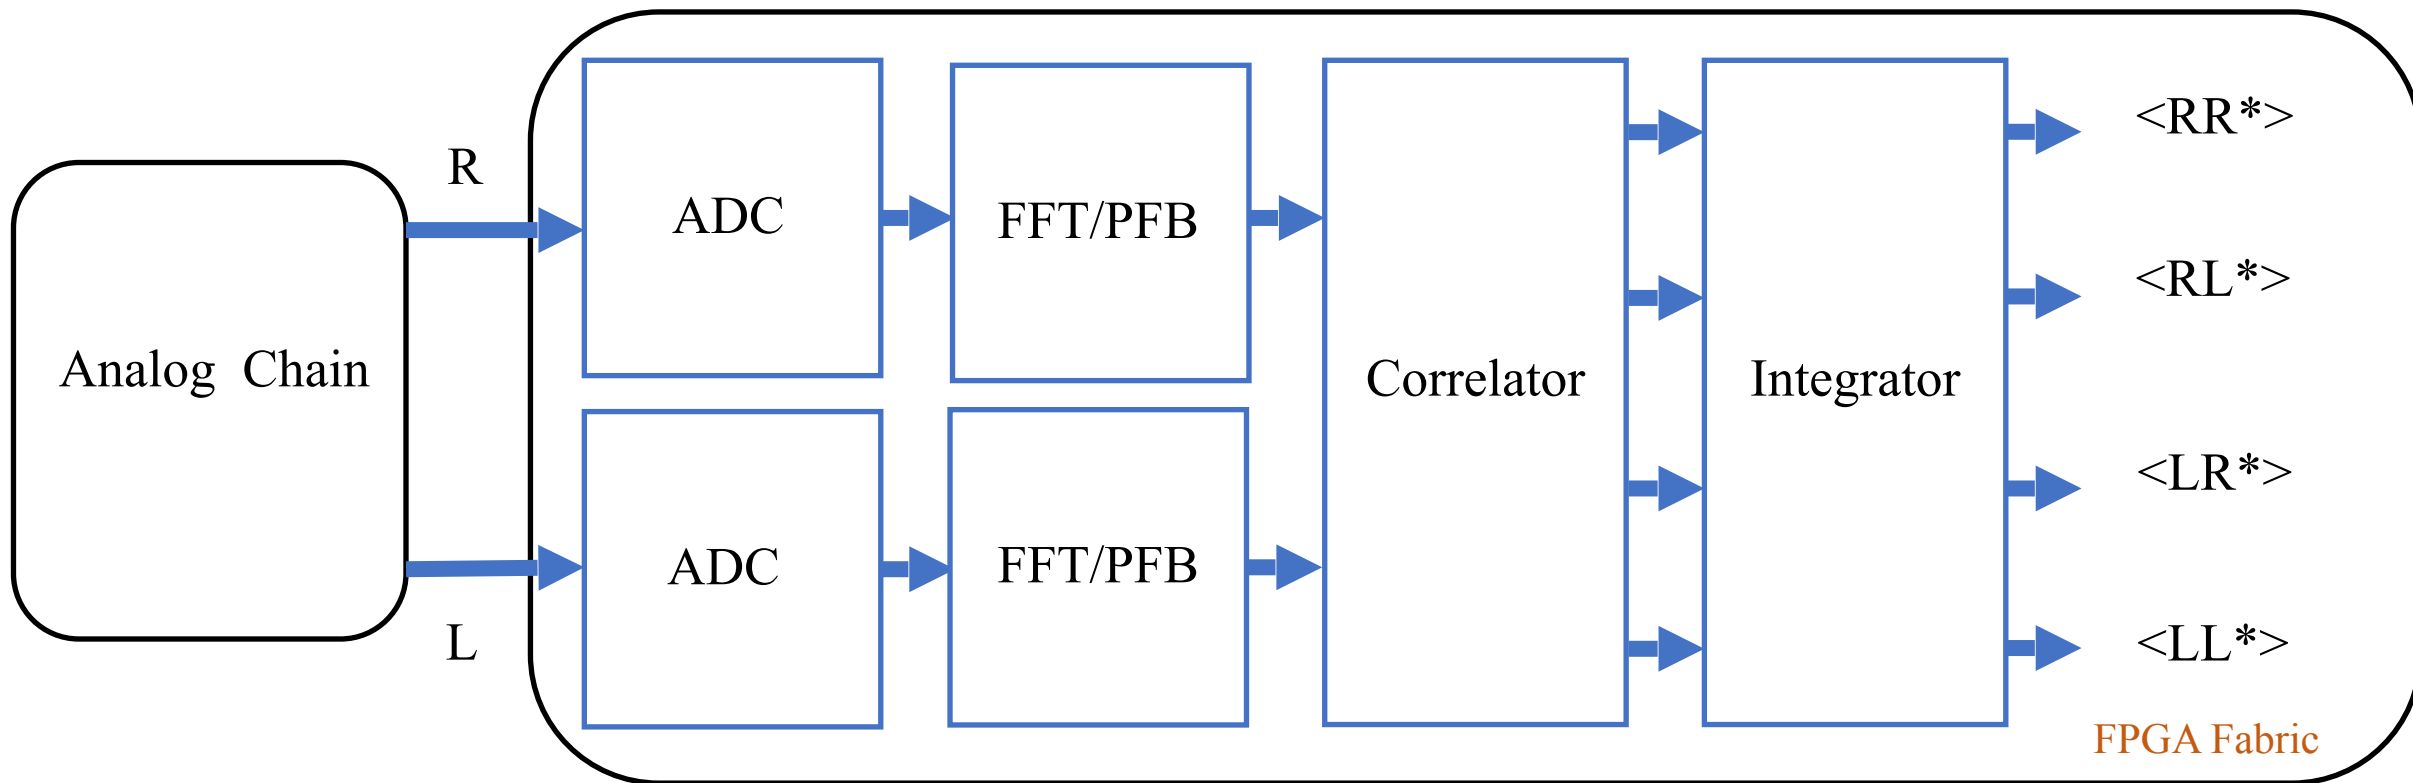 R
ADC
FFT/PFB
<RR*>
<RL*>
Analog Chain
Correlator
Integrator
<LR*>
ADC
FFT/PFB
L
<LL*>
FPGA Fabric